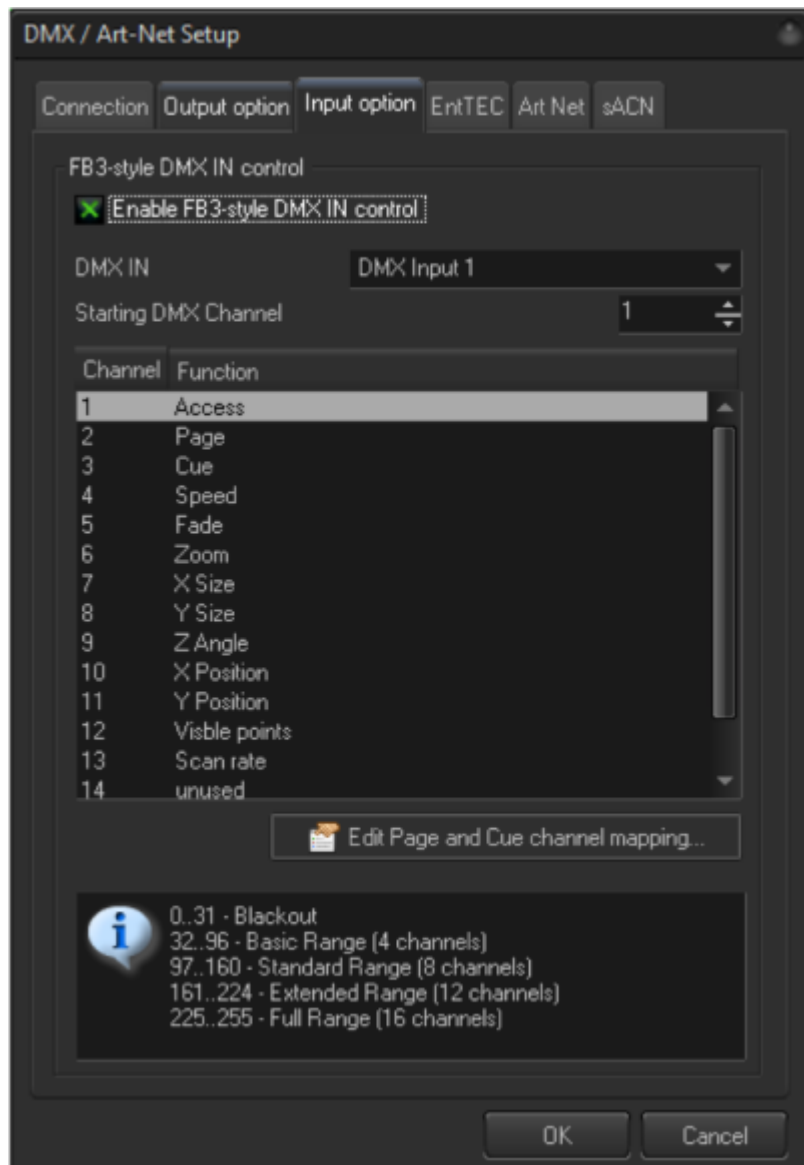 DMX / Art-Net Setup
Connection Output option Input option EntTEC Art Net sACN
FB3-style DMX IN control
Enable FB3-style DMX IN control
DMX IN DMX Input 1
Starting DMX Channel 1
Channel Function
1 Access
2 Page
3 Cue
4 Speed
5 Fade
6 Zoom
7 X Size
8 Y Size
9 Z Angle
10 X Position
11 Y Position
12 Visble points
13 Scan rate
14 unused
Edit Page and Cue channel mapping...
0..31 - Blackout
32..96 - Basic Range (4 channels)
97..160 - Standard Range (8 channels)
161..224 - Extended Range (12 channels)
225..255 - Full Range (16 channels)
OK Cancel